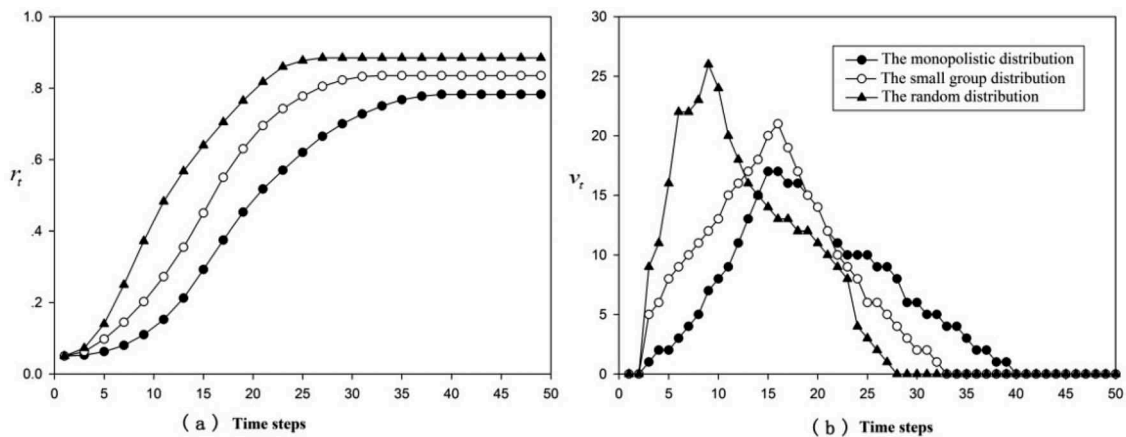 1.0
.8
.6
.4
.2
0.0
r_t
0 5 10 15 20 25 30 35 40 45 50
( a ) Time steps
30
25
20
15
10
5
0
v_t
The monopolistic distribution
The small group distribution
The random distribution
0 5 10 15 20 25 30 35 40 45 50
( b ) Time steps